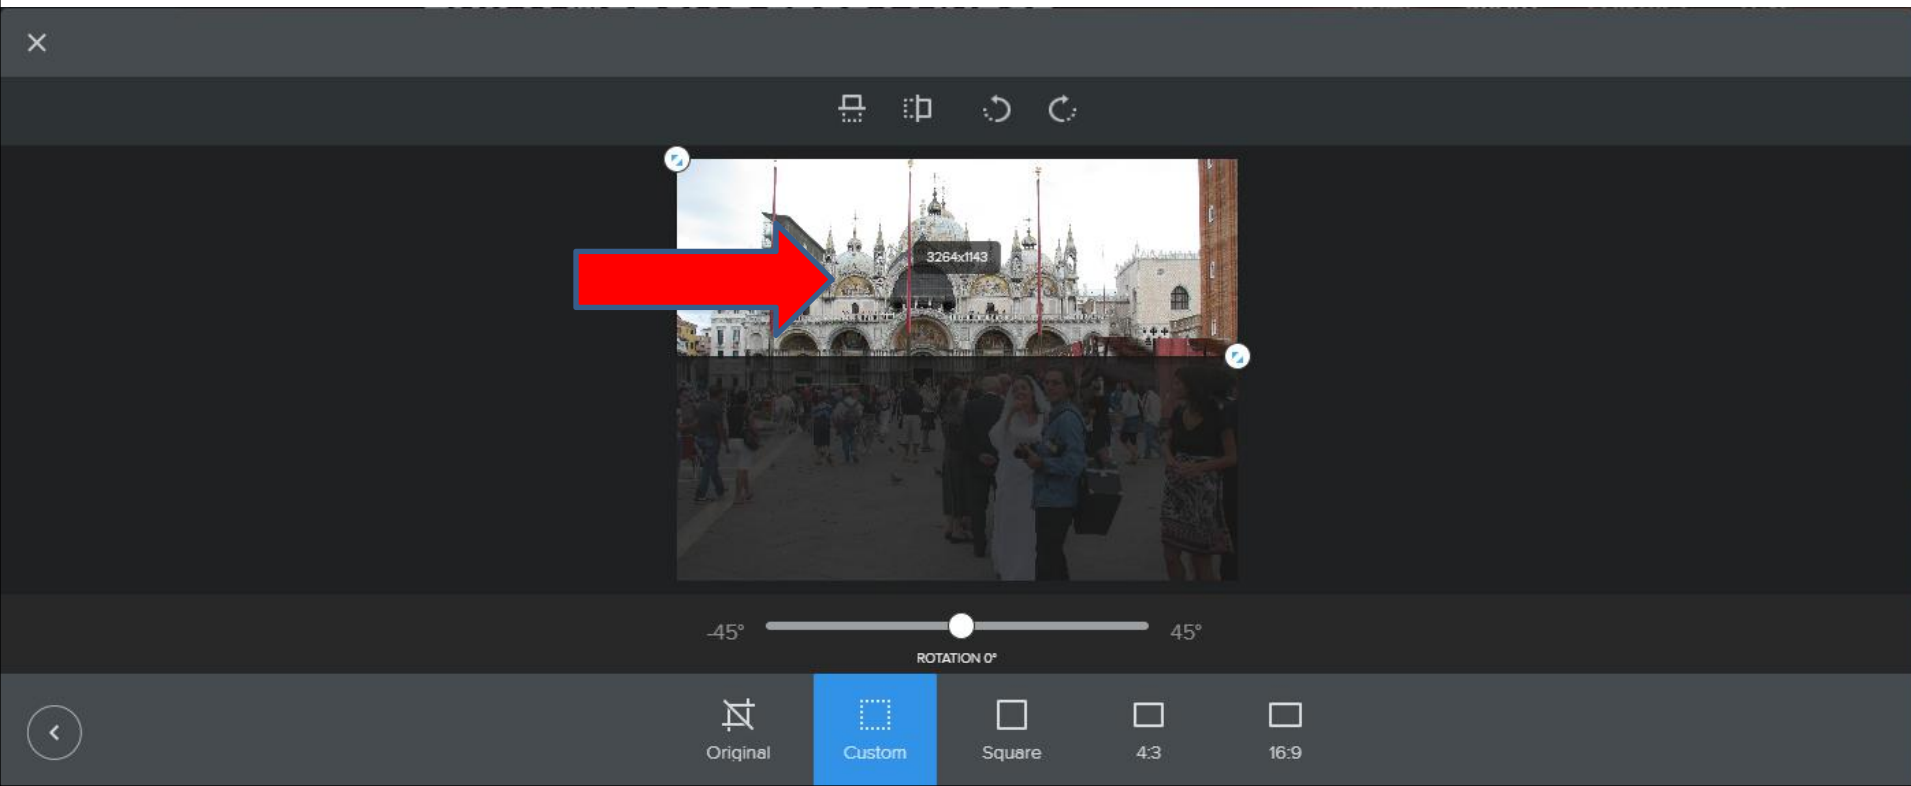 3264x1143
-45°
45°
ROTATION 0°
Original
Custom
Square
4:3
16:9